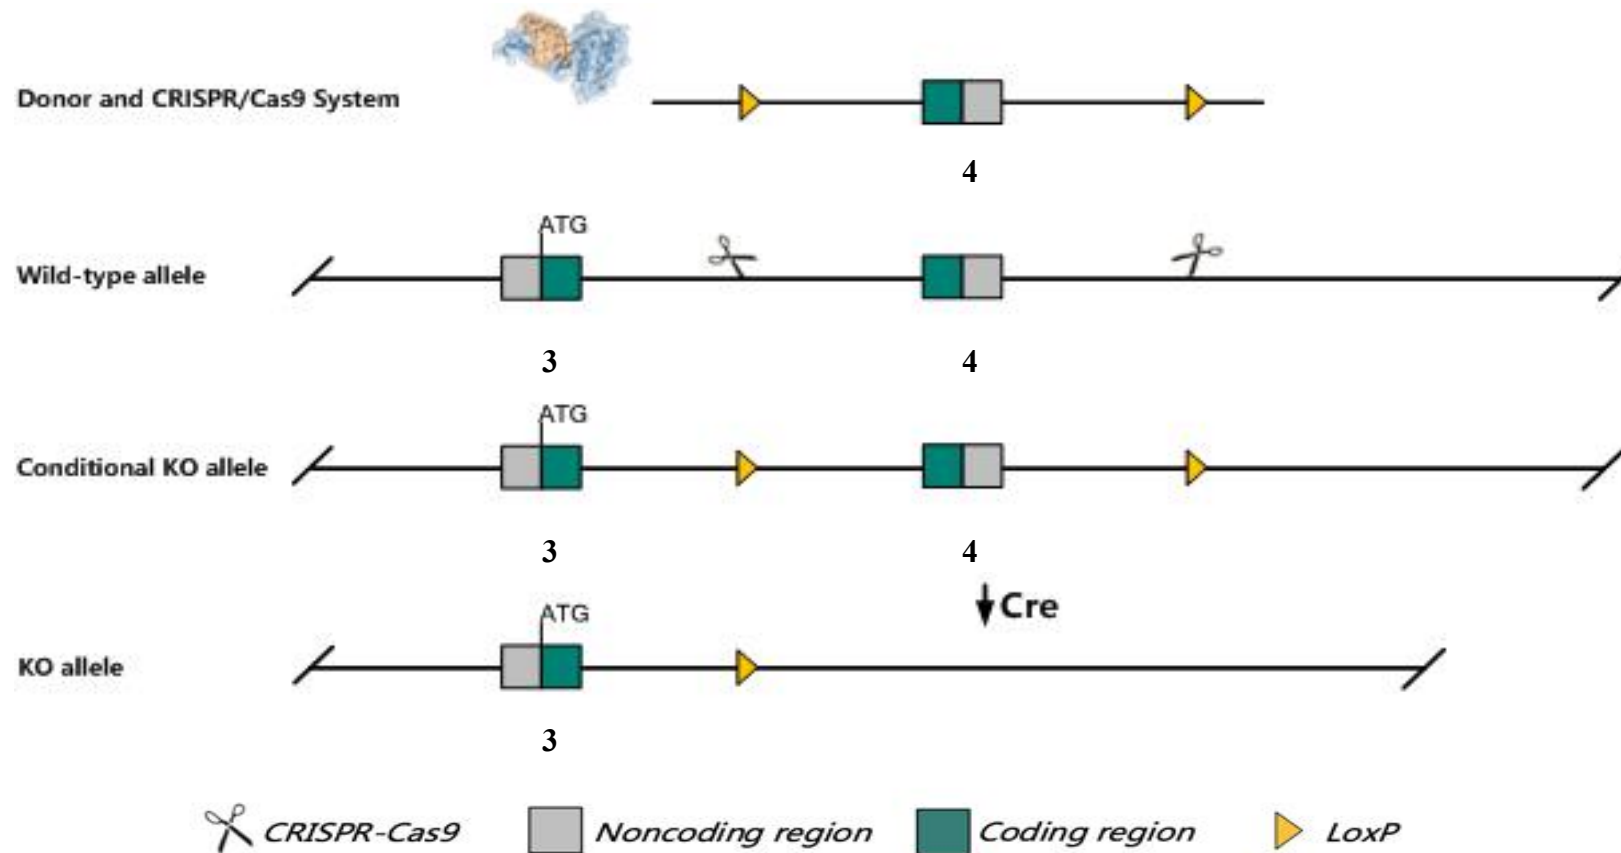 Donor and CRISPR/Cas9 System
4
ATG
Wild-type allele
3 4
ATG
Conditional KO allele
3 4
Cre
ATG
KO allele
3
CRISPR-Cas9 Noncoding region Coding region LoxP